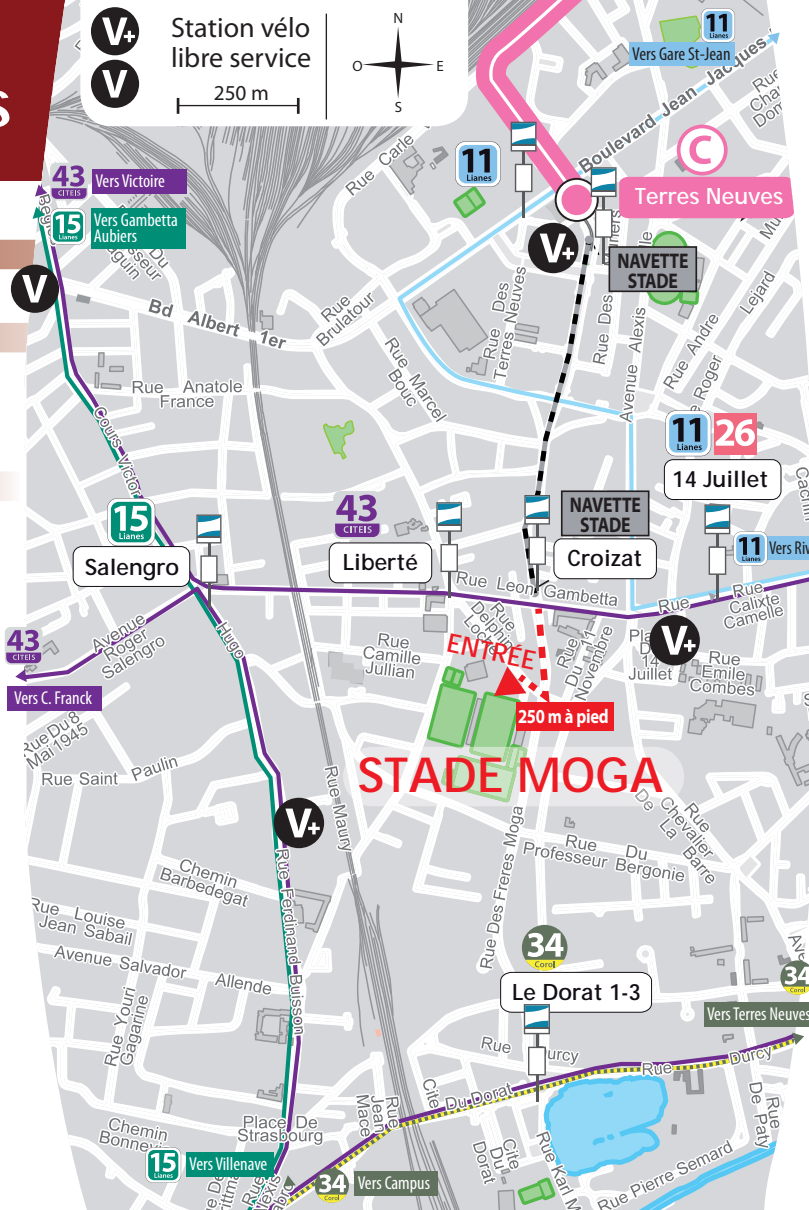 S
V+
V
Station vélo
libre service
250 m
N
O
E
S
11
Lianes
Vers Gare St-Jean
Boulevard Jean Jacques
Rue Carle
11
Lianes
C
Terres Neuves
43
CITEIS
Vers Victoire
15
Lianes
Vers Gambetta
Aubiers
V
V+
NAVETTE
STADE
Bd Albert 1er
Rue
Brulatour
Rue
Des
Terres Neuves
Rue Des
Avenue Alexis
Rue Andre
Lejard
Roger
Rue Marcel
Bouc
Rue Anatole
France
Cours Victor
11
Lianes
26
14 Juillet
15
Lianes
Salengro
43
CITEIS
Liberté
NAVETTE
STADE
Croizat
11
Lianes
Vers Riv
Rue Leon Gambetta
Rue
Rue
Calixte
Camelle
43
CITEIS
Vers C. Franck
Avenue
Roger
Salengro
Hugo
Rue
Camille
Jullian
Rue
Delphin
ENTRÉE
Rue
Du 11
Novembre
14
Juillet
V+
Rue
Emile
Combes
250 m à pied
STADE MOGA
Rue Du 8
Mai 1945
Rue Saint Paulin
Rue Maury
V+
Rue Des Freres Moga
Rue
De
Chevalier
La
Barre
Rue Du
Professeur Bergonie
Chemin
Barbedegat
Rue Louise
Jean Sabail
Rue Ferdinand Buisson
Avenue Salvador
Allende
Rue Youri
Gagarine
34
Corol
Le Dorat 1-3
34
Corol
Vers Terres Neuves
Rue
Durcy
Rue
Durcy
Cite
Du Dorat
Rue
Jean
Mace
Chemin
Place De
Strasbourg
15
Lianes
Vers Villenave
34
Corol
Vers Campus
Cite
Du
Dorat
Rue Karl M
Rue Pierre Semard
Rue
De Paty